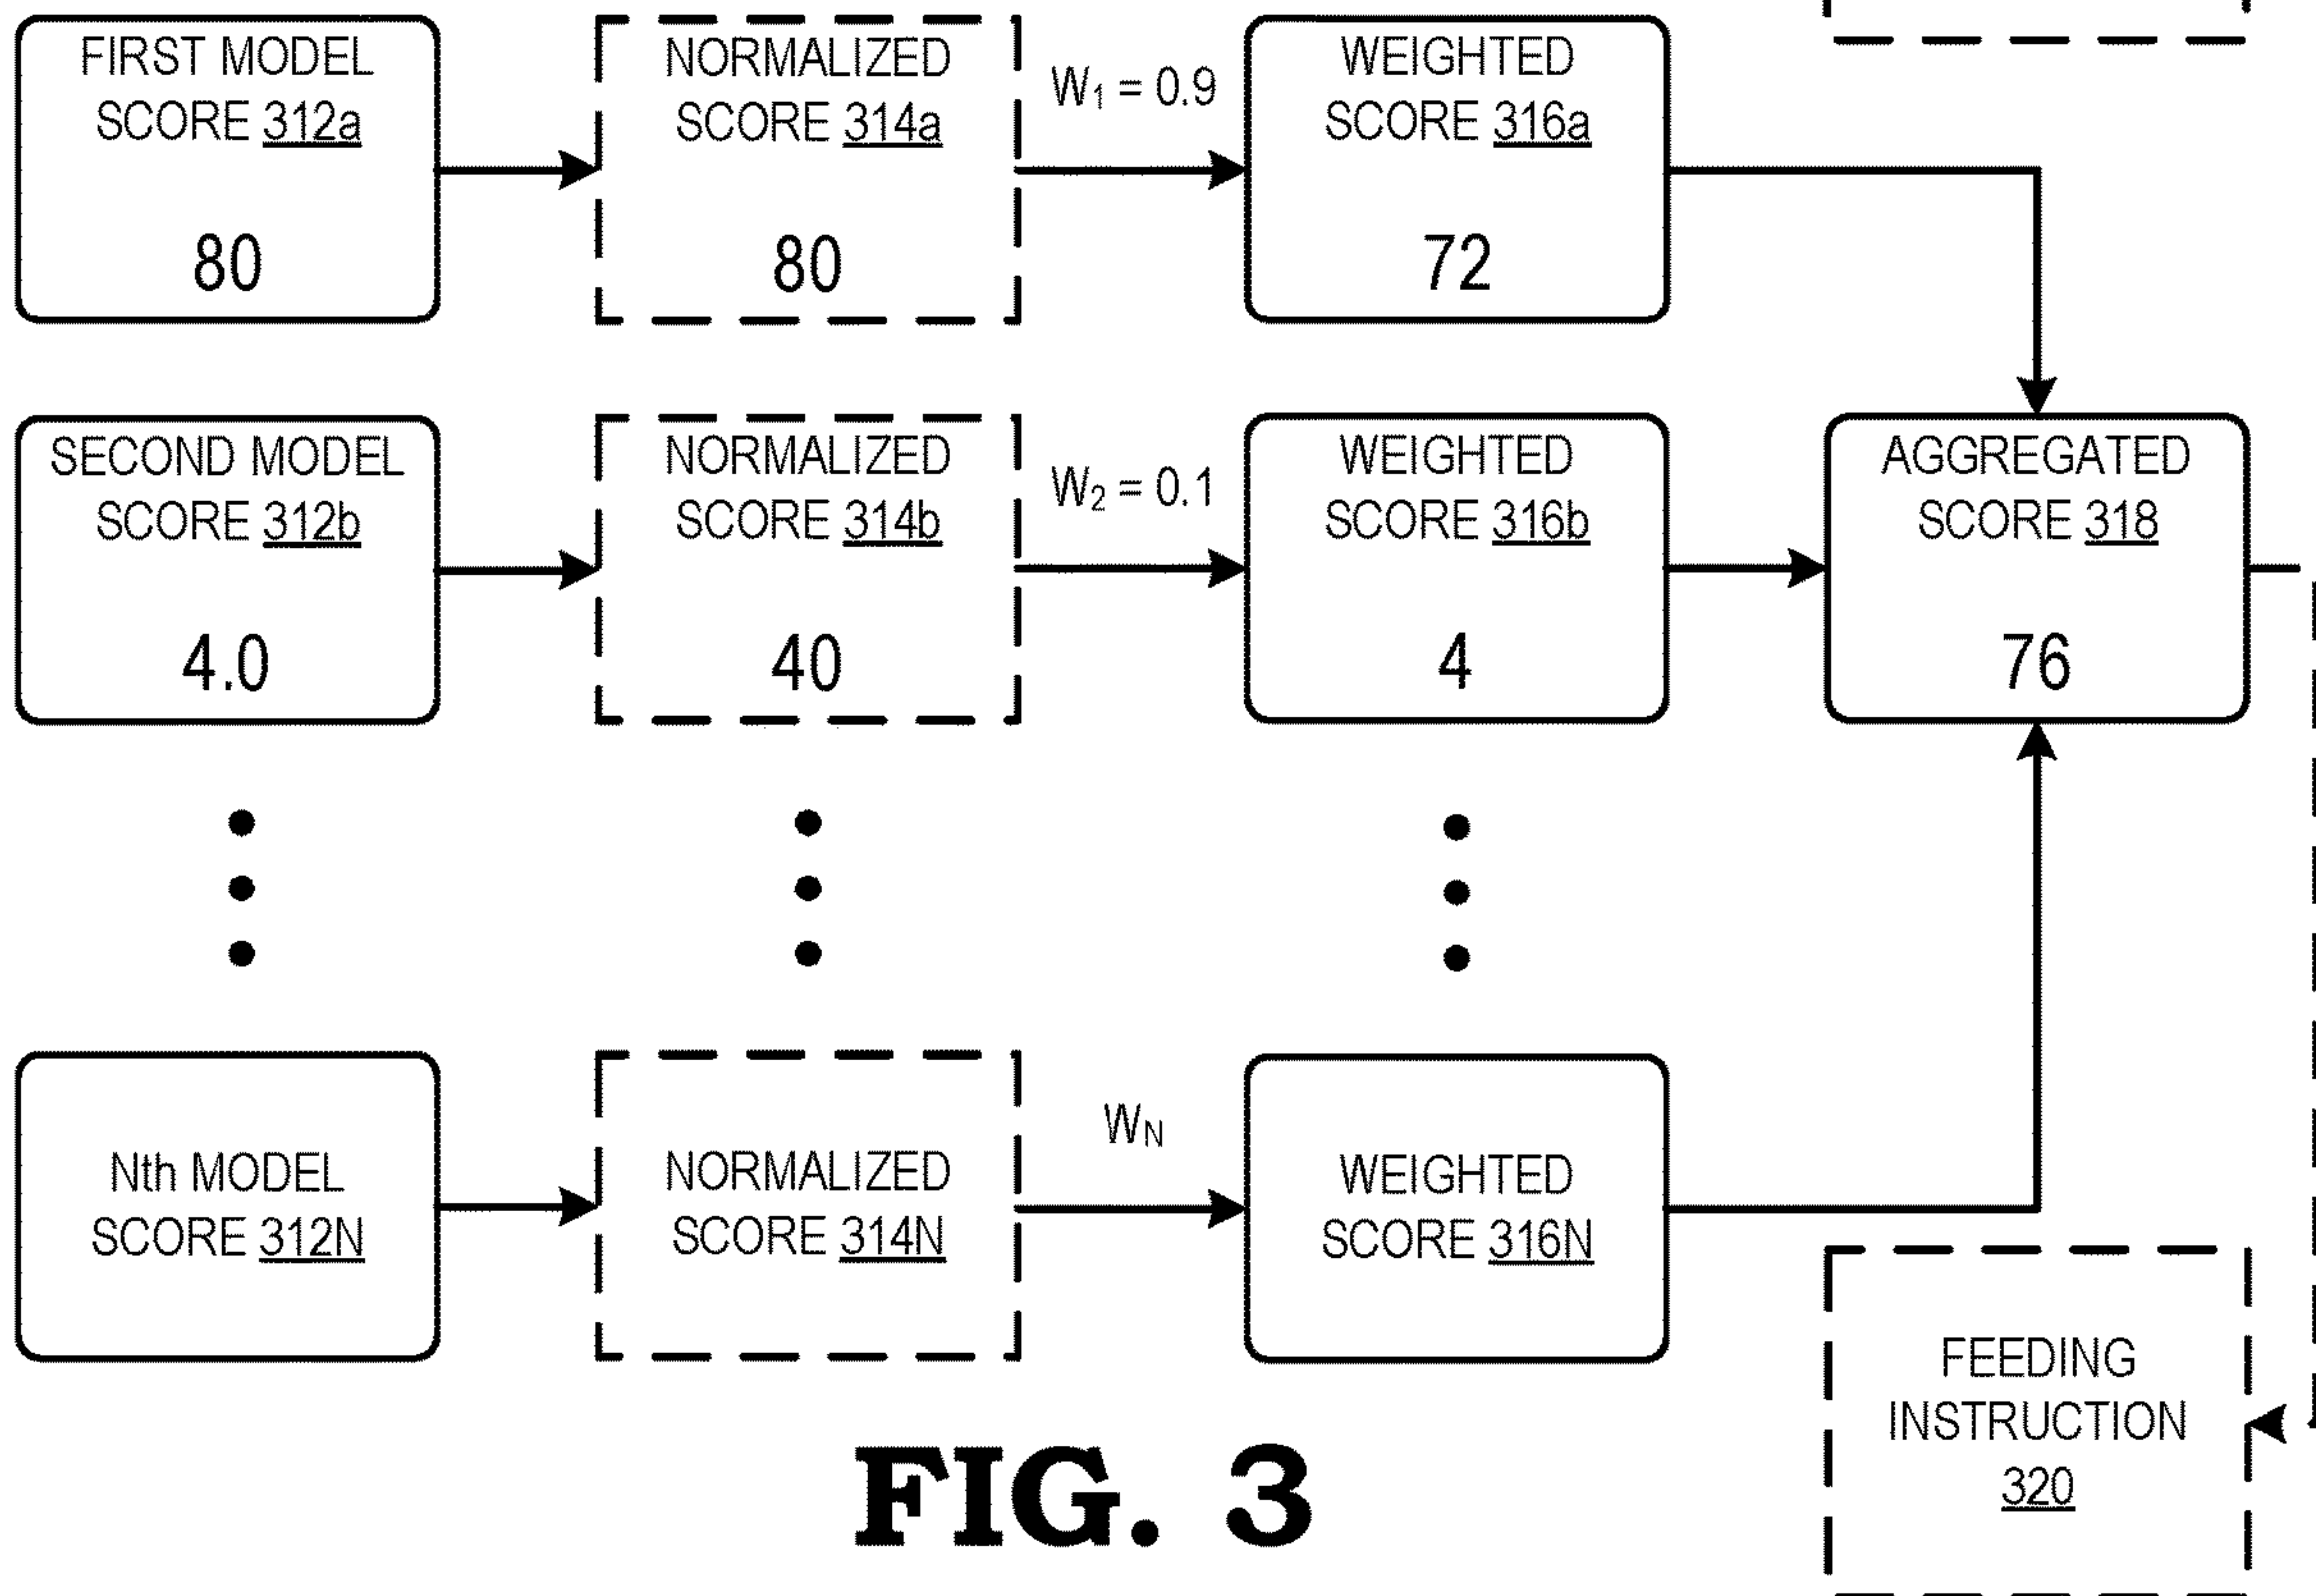 FIRST MODEL
SCORE 312a
80
NORMALIZED
SCORE 314a
80
W₁ = 0.9
WEIGHTED
SCORE 316a
72
SECOND MODEL
SCORE 312b
4.0
NORMALIZED
SCORE 314b
40
W₂ = 0.1
WEIGHTED
SCORE 316b
4
AGGREGATED
SCORE 318
76
Nth MODEL
SCORE 312N
NORMALIZED
SCORE 314N
W_N
WEIGHTED
SCORE 316N
FEEDING
INSTRUCTION
320
FIG. 3